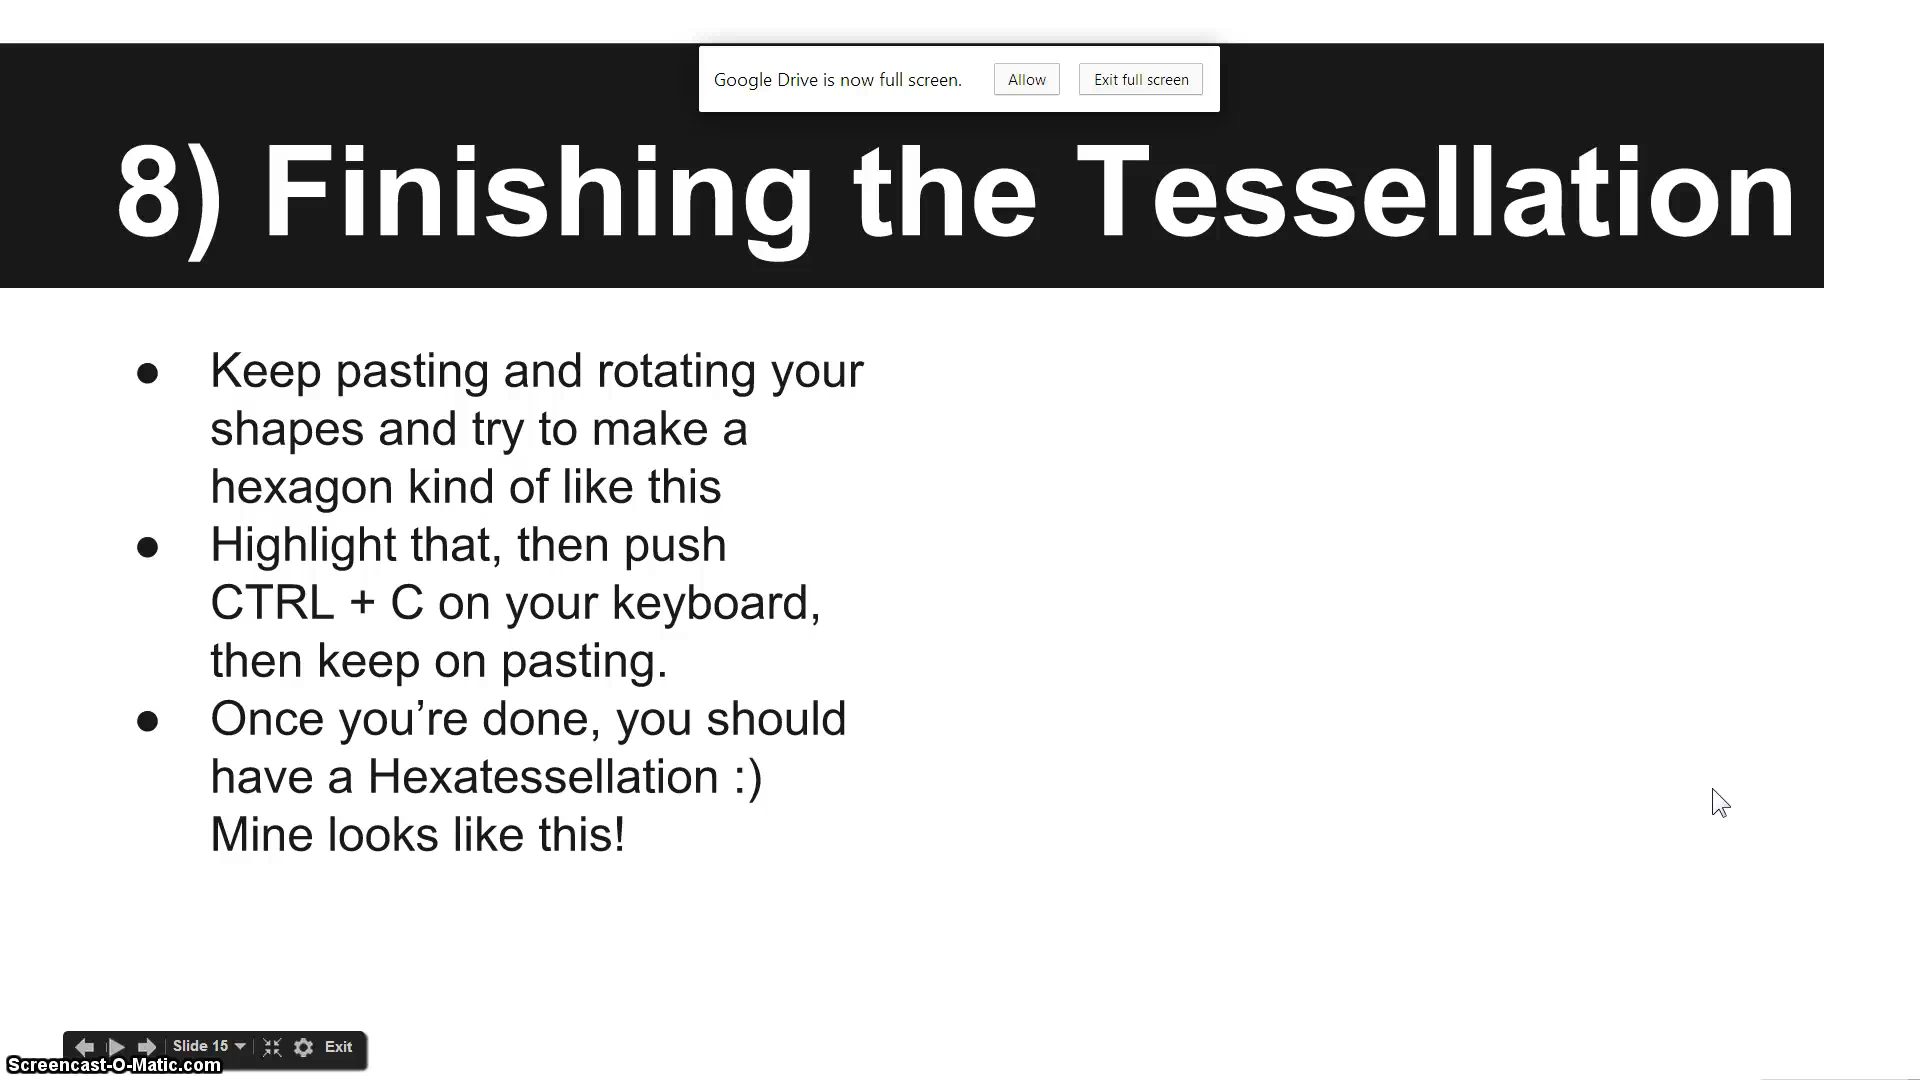 Google Drive is now full screen. Allow Exit full screen
8) Finishing the Tessellation
● Keep pasting and rotating your
shapes and try to make a
hexagon kind of like this
● Highlight that, then push
CTRL + C on your keyboard,
then keep on pasting.
● Once you’re done, you should
have a Hexatessellation :)
Mine looks like this!
Slide 15 Exit
Screencast-O-Matic.com